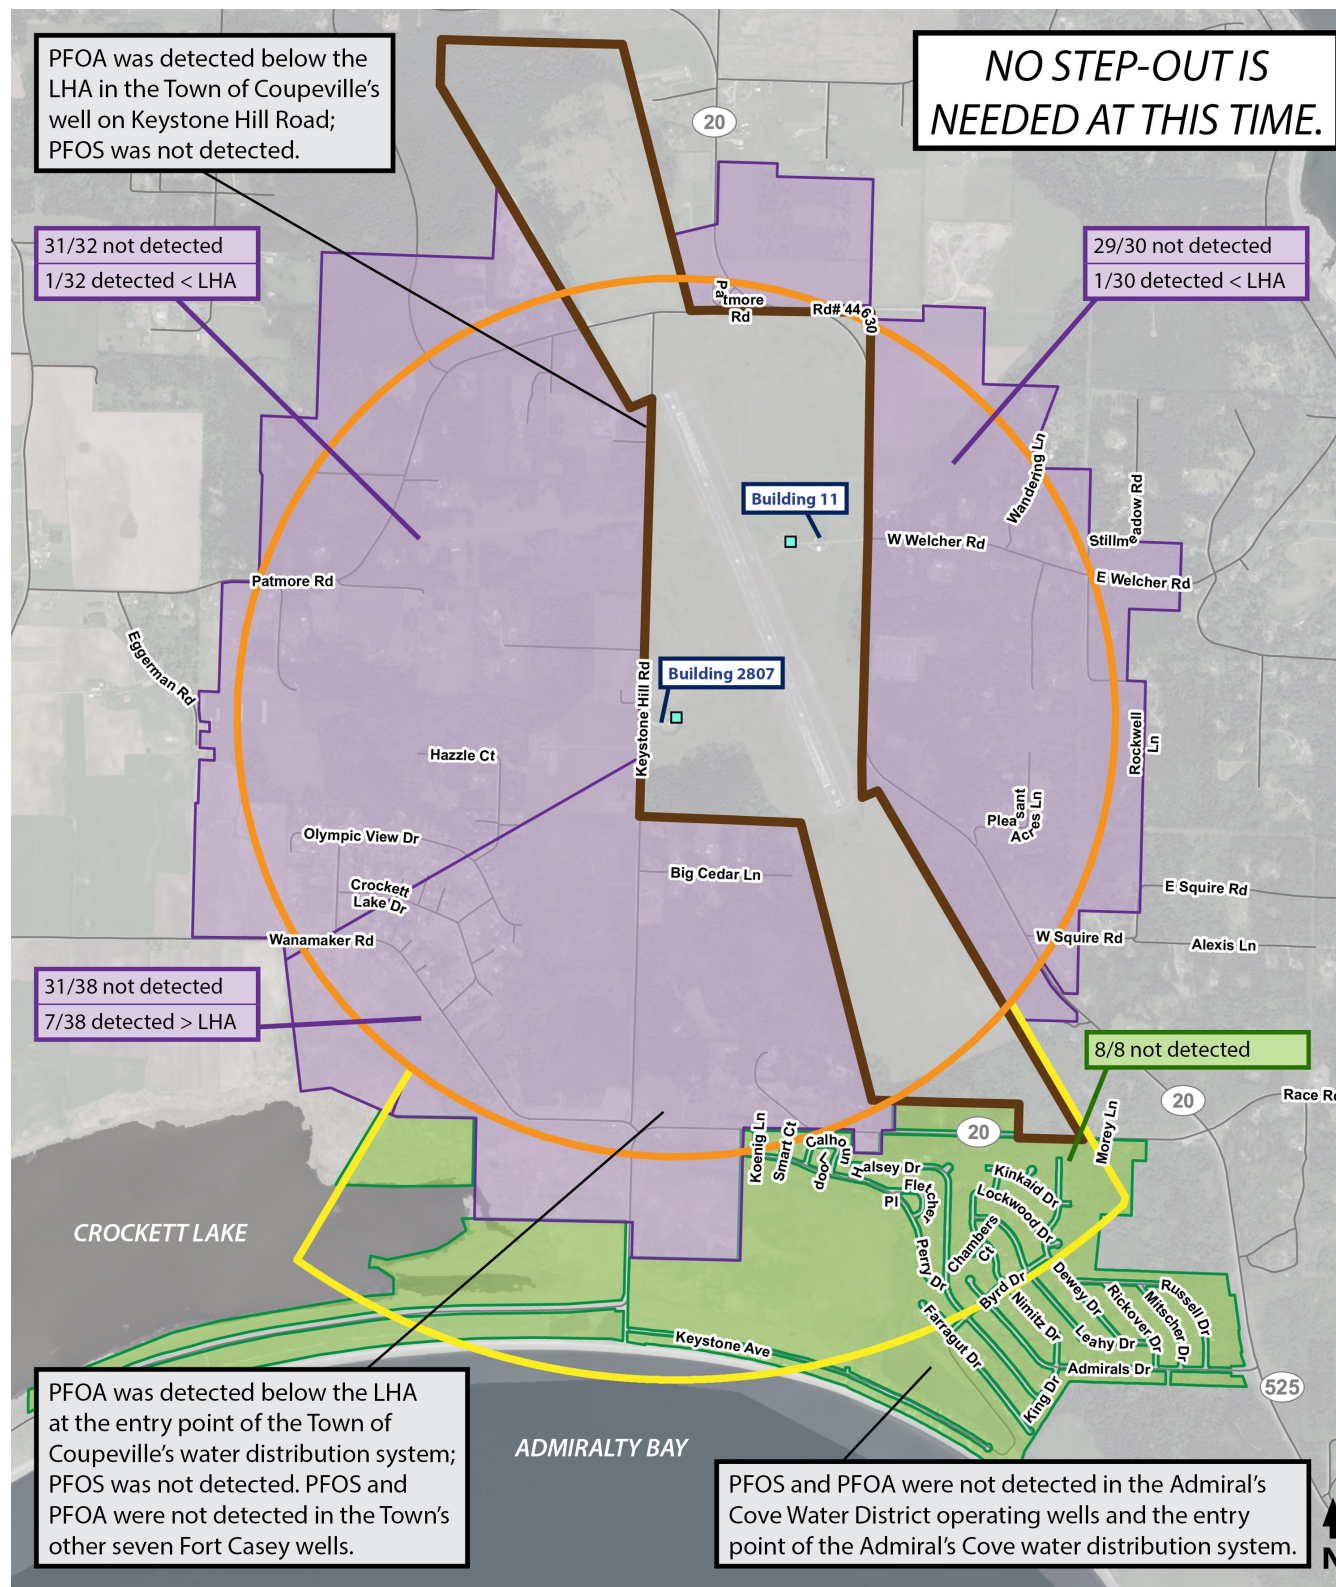 PFOA was detected below the
LHA in the Town of Coupeville's
well on Keystone Hill Road;
PFOS was not detected.
NO STEP-OUT IS
NEEDED AT THIS TIME.
20
31/32 not detected
1/32 detected < LHA
29/30 not detected
1/30 detected < LHA
Patmore
Rd
Rd# 44630
Wandering Ln
Building 11
W Welcher Rd
Stillmeadow Rd
E Welcher Rd
Patmore Rd
Eggerman Rd
Building 2807
Keystone Hill Rd
Hazzle Ct
Rockwell
Ln
Pleasant
Acres Ln
Olympic View Dr
Big Cedar Ln
Crockett
Lake Dr
E Squire Rd
Wanamaker Rd
W Squire Rd
Alexis Ln
31/38 not detected
7/38 detected > LHA
8/8 not detected
20
Race Rd
20
Morey Ln
Koenig Ln
Smart Ct
Calhoun
Loop
Halsey Dr
Fletcher
Pl
Kinkaid Dr
Lockwood Dr
Chambers
Ct
Perry Dr
Byrd Dr
Dewey Dr
Nimitz Dr
Rickover Dr
Mitscher Dr
Russell Dr
Leahy Dr
Farragut Dr
Admirals Dr
King Dr
Keystone Ave
CROCKETT LAKE
525
ADMIRALTY BAY
PFOA was detected below the LHA
at the entry point of the Town of
Coupeville's water distribution system;
PFOS was not detected. PFOS and
PFOA were not detected in the Town's
other seven Fort Casey wells.
PFOS and PFOA were not detected in the Admiral's
Cove Water District operating wells and the entry
point of the Admiral's Cove water distribution system.
N